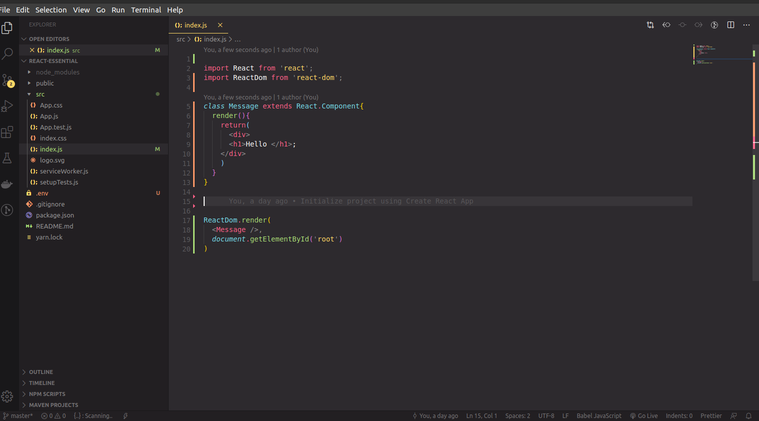 File Edit Selection View Go Run Terminal Help
EXPLORER
OPEN EDITORS
index.js src M
REACT-ESSENTIAL
node_modules
public
src
App.css
App.js
App.test.js
index.css
index.js M
logo.svg
serviceWorker.js
setupTests.js
.env U
.gitignore
package.json
README.md
yarn.lock
OUTLINE
TIMELINE
NPM SCRIPTS
MAVEN PROJECTS
index.js
src > index.js > ...
You, a few seconds ago | 1 author (You)
1
2 import React from 'react';
3 import ReactDom from 'react-dom';
4
You, a few seconds ago | 1 author (You)
5 class Message extends React.Component{
6 render(){
7 return(
8 <div>
9 <h1>Hello </h1>;
10 </div>
11 )
12 }
13 }
14
15 You, a day ago • Initialize project using Create React App
16
17 ReactDom.render(
18 <Message />,
19 document.getElementById('root')
20 )
master* 0 0 {..} : Scanning.. You, a day ago Ln 15, Col 1 Spaces: 2 UTF-8 LF Babel JavaScript Go Live Indents: 0 Prettier